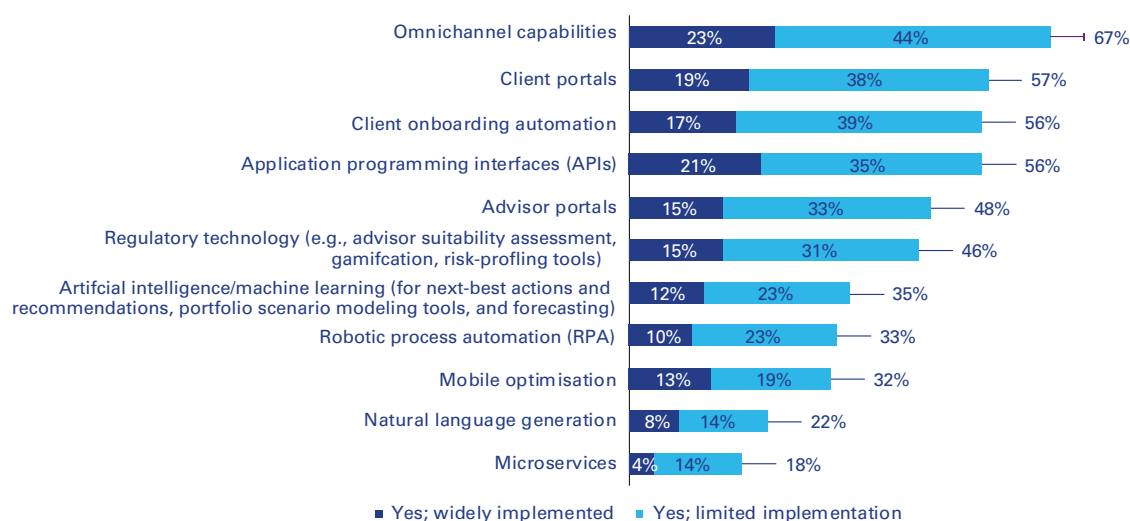 Omnichannel capabilities 23% 44% 67%
Client portals 19% 38% 57%
Client onboarding automation 17% 39% 56%
Application programming interfaces (APIs) 21% 35% 56%
Advisor portals 15% 33% 48%
Regulatory technology (e.g., advisor suitability assessment,
gamifcation, risk-profling tools) 15% 31% 46%
Artifcial intelligence/machine learning (for next-best actions and
recommendations, portfolio scenario modeling tools, and forecasting) 12% 23% 35%
Robotic process automation (RPA) 10% 23% 33%
Mobile optimisation 13% 19% 32%
Natural language generation 8% 14% 22%
Microservices 4% 14% 18%
Yes; widely implemented Yes; limited implementation